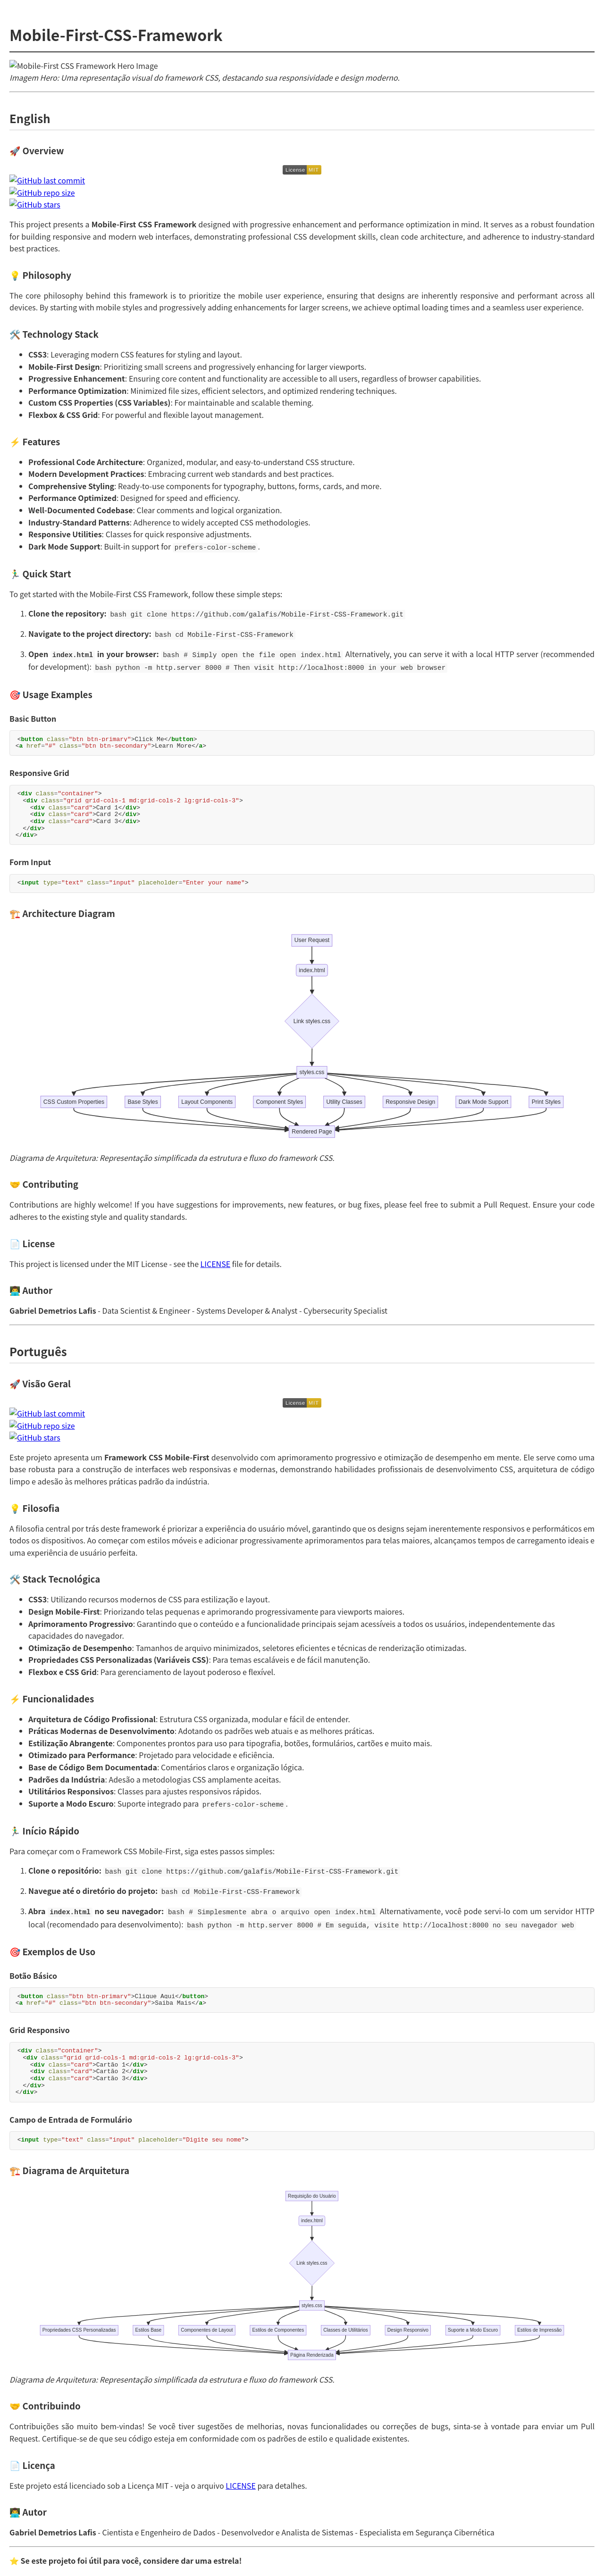 Mobile-First-CSS-Framework
Mobile-First CSS Framework Hero Image
Imagem Hero: Uma representação visual do framework CSS, destacando sua responsividade e design moderno.
English
🚀 Overview
License MIT
GitHub last commit
GitHub repo size
GitHub stars
This project presents a Mobile-First CSS Framework designed with progressive enhancement and performance optimization in mind. It serves as a robust foundation
for building responsive and modern web interfaces, demonstrating professional CSS development skills, clean code architecture, and adherence to industry-standard
best practices.
💡 Philosophy
The core philosophy behind this framework is to prioritize the mobile user experience, ensuring that designs are inherently responsive and performant across all
devices. By starting with mobile styles and progressively adding enhancements for larger screens, we achieve optimal loading times and a seamless user experience.
🛠️ Technology Stack
• CSS3: Leveraging modern CSS features for styling and layout.
• Mobile-First Design: Prioritizing small screens and progressively enhancing for larger viewports.
• Progressive Enhancement: Ensuring core content and functionality are accessible to all users, regardless of browser capabilities.
• Performance Optimization: Minimized file sizes, efficient selectors, and optimized rendering techniques.
• Custom CSS Properties (CSS Variables): For maintainable and scalable theming.
• Flexbox & CSS Grid: For powerful and flexible layout management.
⚡ Features
• Professional Code Architecture: Organized, modular, and easy-to-understand CSS structure.
• Modern Development Practices: Embracing current web standards and best practices.
• Comprehensive Styling: Ready-to-use components for typography, buttons, forms, cards, and more.
• Performance Optimized: Designed for speed and efficiency.
• Well-Documented Codebase: Clear comments and logical organization.
• Industry-Standard Patterns: Adherence to widely accepted CSS methodologies.
• Responsive Utilities: Classes for quick responsive adjustments.
• Dark Mode Support: Built-in support for prefers-color-scheme.
🏃‍♂️ Quick Start
To get started with the Mobile-First CSS Framework, follow these simple steps:
1. Clone the repository: bash git clone https://github.com/galafis/Mobile-First-CSS-Framework.git
2. Navigate to the project directory: bash cd Mobile-First-CSS-Framework
3. Open index.html in your browser: bash # Simply open the file open index.html Alternatively, you can serve it with a local HTTP server (recommended
for development): bash python -m http.server 8000 # Then visit http://localhost:8000 in your web browser
🎯 Usage Examples
Basic Button
<button class="btn btn-primary">Click Me</button>
<a href="#" class="btn btn-secondary">Learn More</a>
Responsive Grid
<div class="container">
<div class="grid grid-cols-1 md:grid-cols-2 lg:grid-cols-3">
<div class="card">Card 1</div>
<div class="card">Card 2</div>
<div class="card">Card 3</div>
</div>
</div>
Form Input
<input type="text" class="input" placeholder="Enter your name">
🏗️ Architecture Diagram
User Request
index.html
Link styles.css
styles.css
CSS Custom Properties Base Styles Layout Components Component Styles Utility Classes Responsive Design Dark Mode Support Print Styles
Rendered Page
Diagrama de Arquitetura: Representação simplificada da estrutura e fluxo do framework CSS.
🤝 Contributing
Contributions are highly welcome! If you have suggestions for improvements, new features, or bug fixes, please feel free to submit a Pull Request. Ensure your code
adheres to the existing style and quality standards.
📄 License
This project is licensed under the MIT License - see the LICENSE file for details.
👨‍💻 Author
Gabriel Demetrios Lafis - Data Scientist & Engineer - Systems Developer & Analyst - Cybersecurity Specialist
Português
🚀 Visão Geral
License MIT
GitHub last commit
GitHub repo size
GitHub stars
Este projeto apresenta um Framework CSS Mobile-First desenvolvido com aprimoramento progressivo e otimização de desempenho em mente. Ele serve como uma
base robusta para a construção de interfaces web responsivas e modernas, demonstrando habilidades profissionais de desenvolvimento CSS, arquitetura de código
limpo e adesão às melhores práticas padrão da indústria.
💡 Filosofia
A filosofia central por trás deste framework é priorizar a experiência do usuário móvel, garantindo que os designs sejam inerentemente responsivos e performáticos em
todos os dispositivos. Ao começar com estilos móveis e adicionar progressivamente aprimoramentos para telas maiores, alcançamos tempos de carregamento ideais e
uma experiência de usuário perfeita.
🛠️ Stack Tecnológica
• CSS3: Utilizando recursos modernos de CSS para estilização e layout.
• Design Mobile-First: Priorizando telas pequenas e aprimorando progressivamente para viewports maiores.
• Aprimoramento Progressivo: Garantindo que o conteúdo e a funcionalidade principais sejam acessíveis a todos os usuários, independentemente das
capacidades do navegador.
• Otimização de Desempenho: Tamanhos de arquivo minimizados, seletores eficientes e técnicas de renderização otimizadas.
• Propriedades CSS Personalizadas (Variáveis CSS): Para temas escaláveis e de fácil manutenção.
• Flexbox e CSS Grid: Para gerenciamento de layout poderoso e flexível.
⚡ Funcionalidades
• Arquitetura de Código Profissional: Estrutura CSS organizada, modular e fácil de entender.
• Práticas Modernas de Desenvolvimento: Adotando os padrões web atuais e as melhores práticas.
• Estilização Abrangente: Componentes prontos para uso para tipografia, botões, formulários, cartões e muito mais.
• Otimizado para Performance: Projetado para velocidade e eficiência.
• Base de Código Bem Documentada: Comentários claros e organização lógica.
• Padrões da Indústria: Adesão a metodologias CSS amplamente aceitas.
• Utilitários Responsivos: Classes para ajustes responsivos rápidos.
• Suporte a Modo Escuro: Suporte integrado para prefers-color-scheme.
🏃‍♂️ Início Rápido
Para começar com o Framework CSS Mobile-First, siga estes passos simples:
1. Clone o repositório: bash git clone https://github.com/galafis/Mobile-First-CSS-Framework.git
2. Navegue até o diretório do projeto: bash cd Mobile-First-CSS-Framework
3. Abra index.html no seu navegador: bash # Simplesmente abra o arquivo open index.html Alternativamente, você pode servi-lo com um servidor HTTP
local (recomendado para desenvolvimento): bash python -m http.server 8000 # Em seguida, visite http://localhost:8000 no seu navegador web
🎯 Exemplos de Uso
Botão Básico
<button class="btn btn-primary">Clique Aqui</button>
<a href="#" class="btn btn-secondary">Saiba Mais</a>
Grid Responsivo
<div class="container">
<div class="grid grid-cols-1 md:grid-cols-2 lg:grid-cols-3">
<div class="card">Cartão 1</div>
<div class="card">Cartão 2</div>
<div class="card">Cartão 3</div>
</div>
</div>
Campo de Entrada de Formulário
<input type="text" class="input" placeholder="Digite seu nome">
🏗️ Diagrama de Arquitetura
Requisição do Usuário
index.html
Link styles.css
styles.css
Propriedades CSS Personalizadas Estilos Base Componentes de Layout Estilos de Componentes Classes de Utilitários Design Responsivo Suporte a Modo Escuro Estilos de Impressão
Página Renderizada
Diagrama de Arquitetura: Representação simplificada da estrutura e fluxo do framework CSS.
🤝 Contribuindo
Contribuições são muito bem-vindas! Se você tiver sugestões de melhorias, novas funcionalidades ou correções de bugs, sinta-se à vontade para enviar um Pull
Request. Certifique-se de que seu código esteja em conformidade com os padrões de estilo e qualidade existentes.
📄 Licença
Este projeto está licenciado sob a Licença MIT - veja o arquivo LICENSE para detalhes.
👨‍💻 Autor
Gabriel Demetrios Lafis - Cientista e Engenheiro de Dados - Desenvolvedor e Analista de Sistemas - Especialista em Segurança Cibernética
⭐ Se este projeto foi útil para você, considere dar uma estrela!